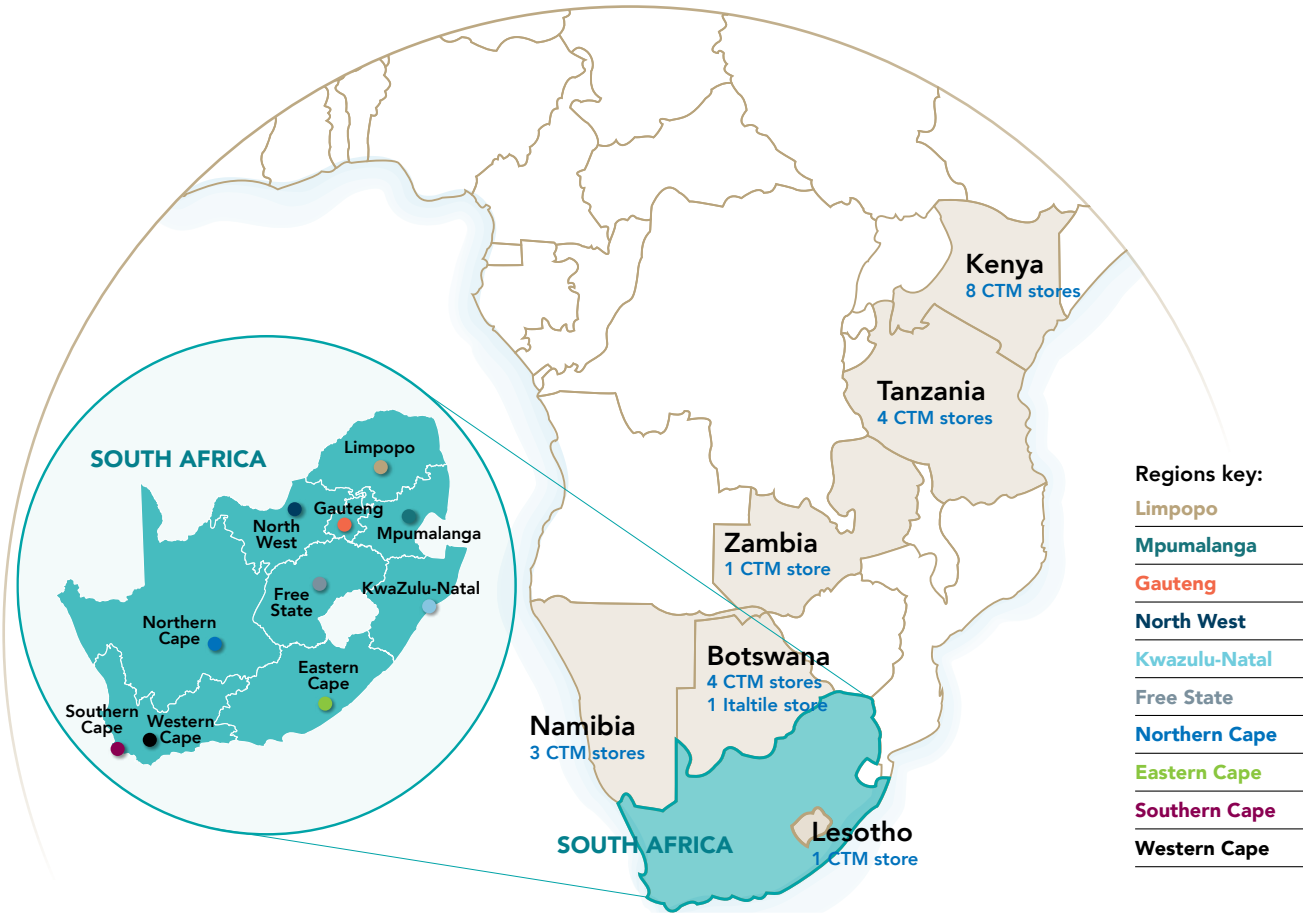 Kenya
8 CTM stores
Tanzania
4 CTM stores
Zambia
1 CTM store
Botswana
4 CTM stores
1 Italtile store
Namibia
3 CTM stores
Lesotho
1 CTM store
SOUTH AFRICA
SOUTH AFRICA
Limpopo
Gauteng
North
West
Mpumalanga
Free
State
KwaZulu-Natal
Northern
Cape
Eastern
Cape
Southern
Cape
Western
Cape
Regions key:
Limpopo
Mpumalanga
Gauteng
North West
Kwazulu-Natal
Free State
Northern Cape
Eastern Cape
Southern Cape
Western Cape